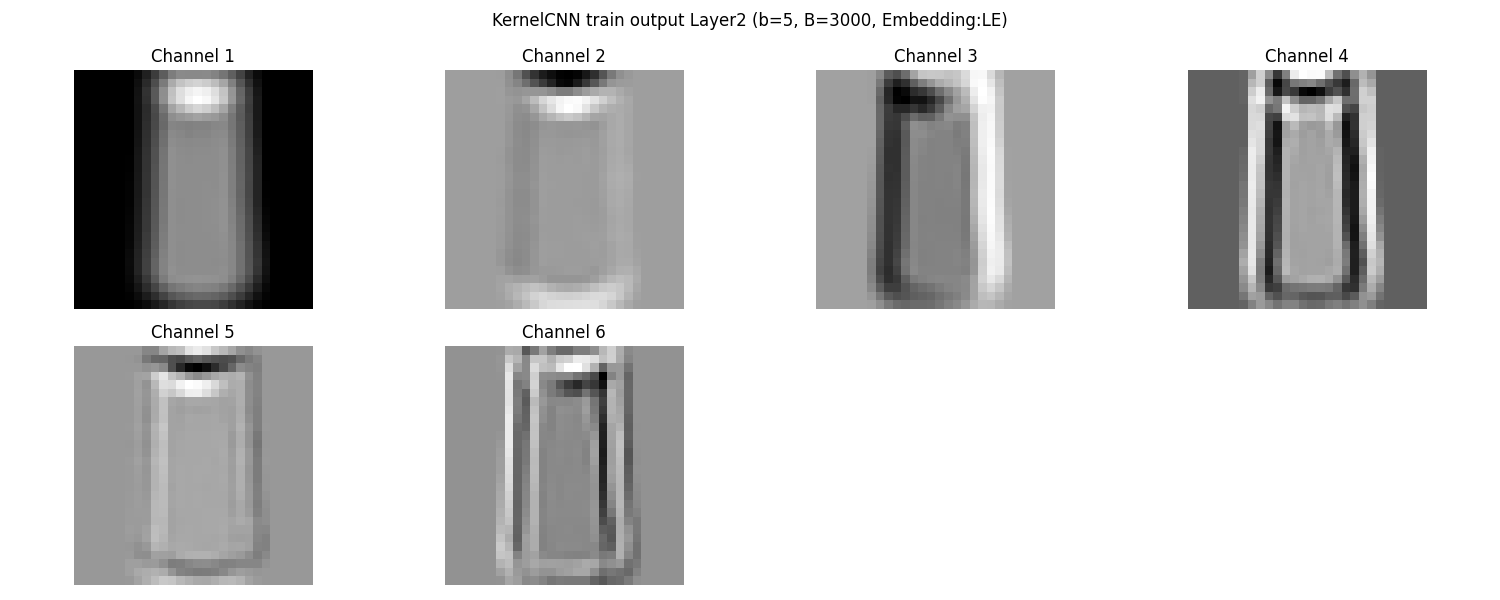 KernelCNN train output Layer2 (b=5, B=3000, Embedding:LE)
Channel 1
Channel 2
Channel 3
Channel 4
Channel 5
Channel 6